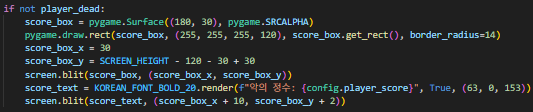 if not player_dead:
    score_box = pygame.Surface((180, 30), pygame.SRCALPHA)
    pygame.draw.rect(score_box, (255, 255, 255, 120), score_box.get_rect(), border_radius=14)
    score_box_x = 30
    score_box_y = SCREEN_HEIGHT - 120 - 30 + 30
    screen.blit(score_box, (score_box_x, score_box_y))
    score_text = KOREAN_FONT_BOLD_20.render(f"악의 정수: {config.player_score}", True, (63, 0, 153))
    screen.blit(score_text, (score_box_x + 10, score_box_y + 2))